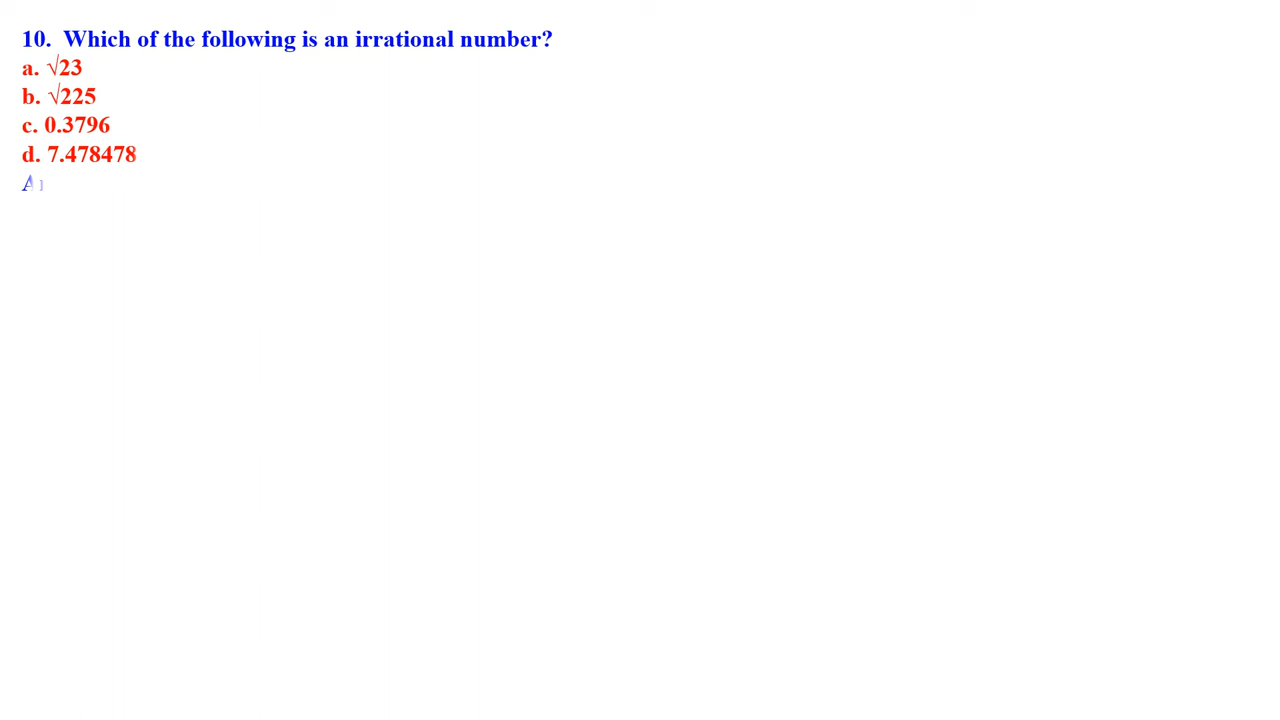 10.  Which of the following is an irrational number?
a. √23
b. √225
c. 0.3796
d. 7.478478